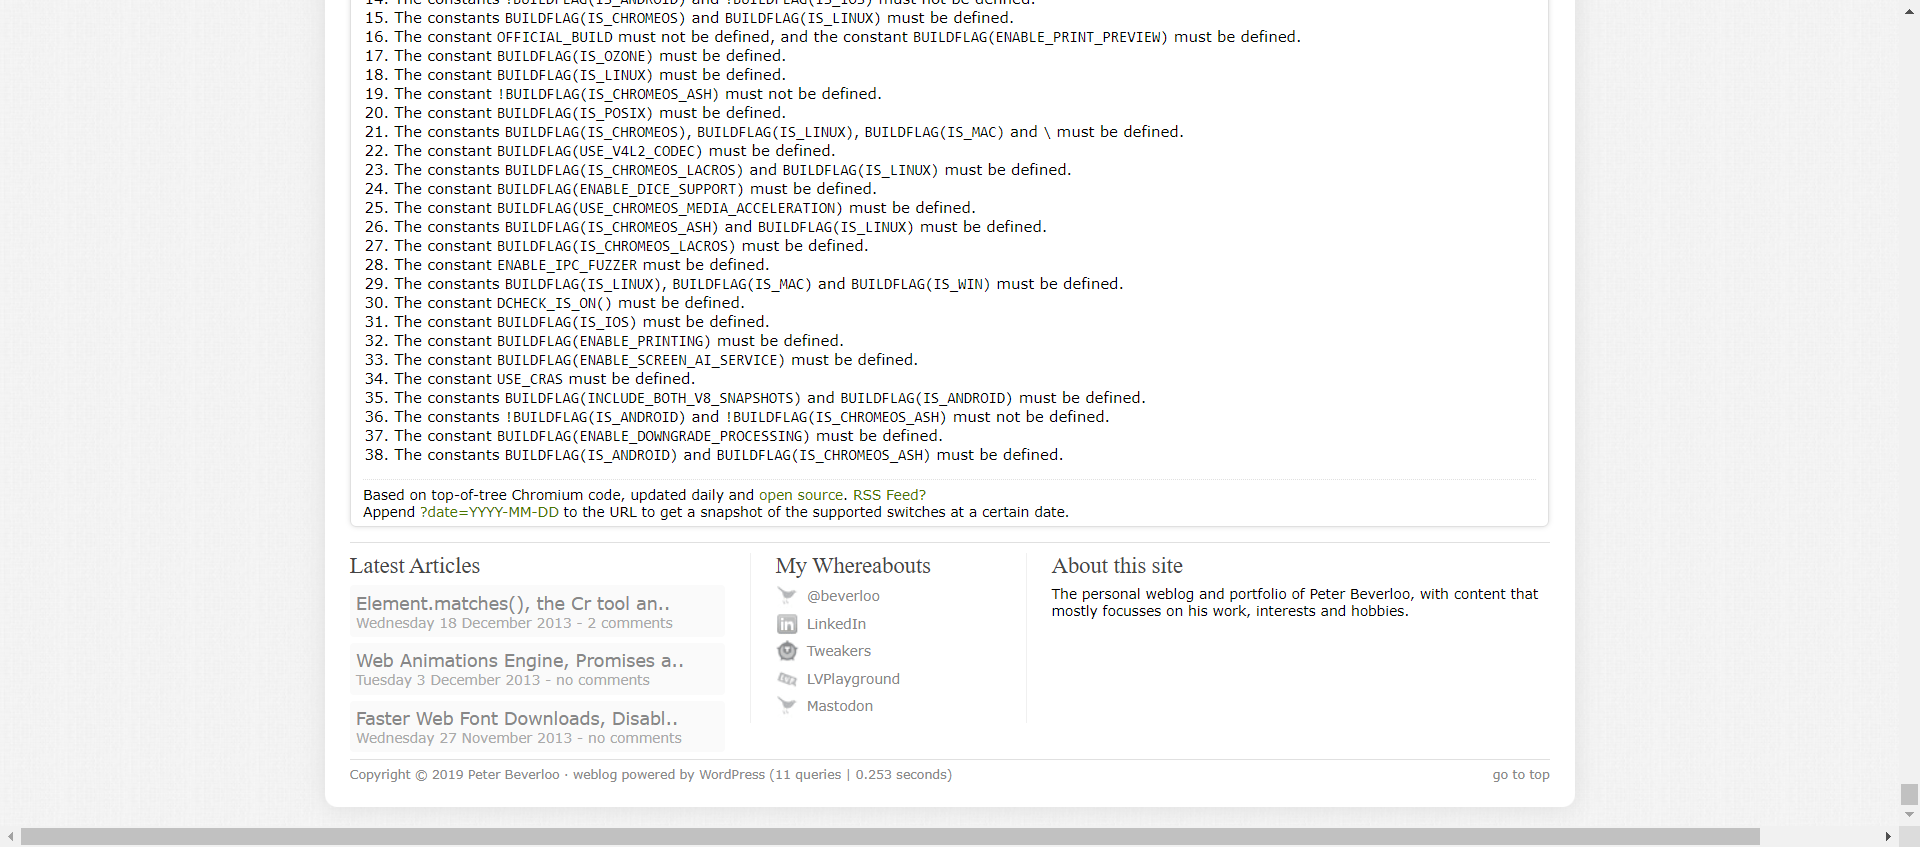 14. The constants !BUILDFLAG(IS_ANDROID) and !BUILDFLAG(IS_IOS) must not be defined.
15. The constants BUILDFLAG(IS_CHROMEOS) and BUILDFLAG(IS_LINUX) must be defined.
16. The constant OFFICIAL_BUILD must not be defined, and the constant BUILDFLAG(ENABLE_PRINT_PREVIEW) must be defined.
17. The constant BUILDFLAG(IS_OZONE) must be defined.
18. The constant BUILDFLAG(IS_LINUX) must be defined.
19. The constant !BUILDFLAG(IS_CHROMEOS_ASH) must not be defined.
20. The constant BUILDFLAG(IS_POSIX) must be defined.
21. The constants BUILDFLAG(IS_CHROMEOS), BUILDFLAG(IS_LINUX), BUILDFLAG(IS_MAC) and \ must be defined.
22. The constant BUILDFLAG(USE_V4L2_CODEC) must be defined.
23. The constants BUILDFLAG(IS_CHROMEOS_LACROS) and BUILDFLAG(IS_LINUX) must be defined.
24. The constant BUILDFLAG(ENABLE_DICE_SUPPORT) must be defined.
25. The constant BUILDFLAG(USE_CHROMEOS_MEDIA_ACCELERATION) must be defined.
26. The constants BUILDFLAG(IS_CHROMEOS_ASH) and BUILDFLAG(IS_LINUX) must be defined.
27. The constant BUILDFLAG(IS_CHROMEOS_LACROS) must be defined.
28. The constant ENABLE_IPC_FUZZER must be defined.
29. The constants BUILDFLAG(IS_LINUX), BUILDFLAG(IS_MAC) and BUILDFLAG(IS_WIN) must be defined.
30. The constant DCHECK_IS_ON() must be defined.
31. The constant BUILDFLAG(IS_IOS) must be defined.
32. The constant BUILDFLAG(ENABLE_PRINTING) must be defined.
33. The constant BUILDFLAG(ENABLE_SCREEN_AI_SERVICE) must be defined.
34. The constant USE_CRAS must be defined.
35. The constants BUILDFLAG(INCLUDE_BOTH_V8_SNAPSHOTS) and BUILDFLAG(IS_ANDROID) must be defined.
36. The constants !BUILDFLAG(IS_ANDROID) and !BUILDFLAG(IS_CHROMEOS_ASH) must not be defined.
37. The constant BUILDFLAG(ENABLE_DOWNGRADE_PROCESSING) must be defined.
38. The constants BUILDFLAG(IS_ANDROID) and BUILDFLAG(IS_CHROMEOS_ASH) must be defined.
Based on top-of-tree Chromium code, updated daily and open source. RSS Feed?
Append ?date=YYYY-MM-DD to the URL to get a snapshot of the supported switches at a certain date.
Latest Articles
Element.matches(), the Cr tool an..
Wednesday 18 December 2013 - 2 comments
Web Animations Engine, Promises a..
Tuesday 3 December 2013 - no comments
Faster Web Font Downloads, Disabl..
Wednesday 27 November 2013 - no comments
My Whereabouts
@beverloo
LinkedIn
Tweakers
LVPlayground
Mastodon
About this site
The personal weblog and portfolio of Peter Beverloo, with content that
mostly focusses on his work, interests and hobbies.
Copyright © 2019 Peter Beverloo · weblog powered by WordPress (11 queries | 0.253 seconds)
go to top